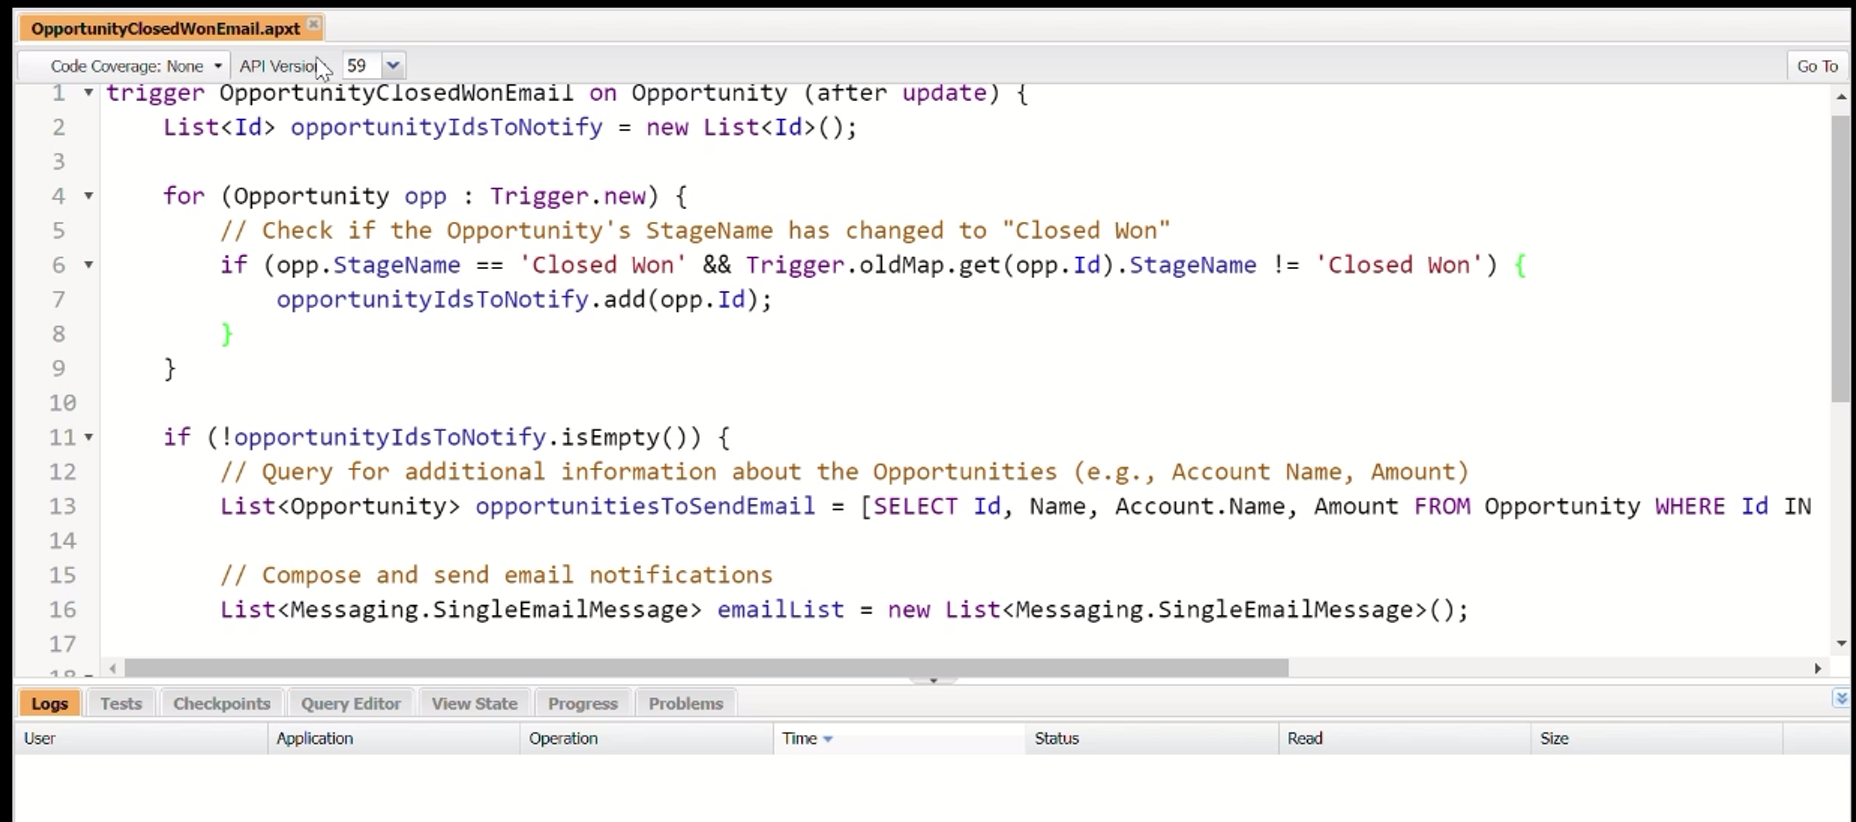 OpportunityClosedWonEmail.apxt
Code Coverage: None API Version 59 Go To
1 trigger OpportunityClosedWonEmail on Opportunity (after update) {
2 List<Id> opportunityIdsToNotify = new List<Id>();
3
4 for (Opportunity opp : Trigger.new) {
5 // Check if the Opportunity's StageName has changed to "Closed Won"
6 if (opp.StageName == 'Closed Won' && Trigger.oldMap.get(opp.Id).StageName != 'Closed Won') {
7 opportunityIdsToNotify.add(opp.Id);
8 }
9 }
10
11 if (!opportunityIdsToNotify.isEmpty()) {
12 // Query for additional information about the Opportunities (e.g., Account Name, Amount)
13 List<Opportunity> opportunitiesToSendEmail = [SELECT Id, Name, Account.Name, Amount FROM Opportunity WHERE Id IN
14
15 // Compose and send email notifications
16 List<Messaging.SingleEmailMessage> emailList = new List<Messaging.SingleEmailMessage>();
17
18
Logs Tests Checkpoints Query Editor View State Progress Problems
User Application Operation Time Status Read Size